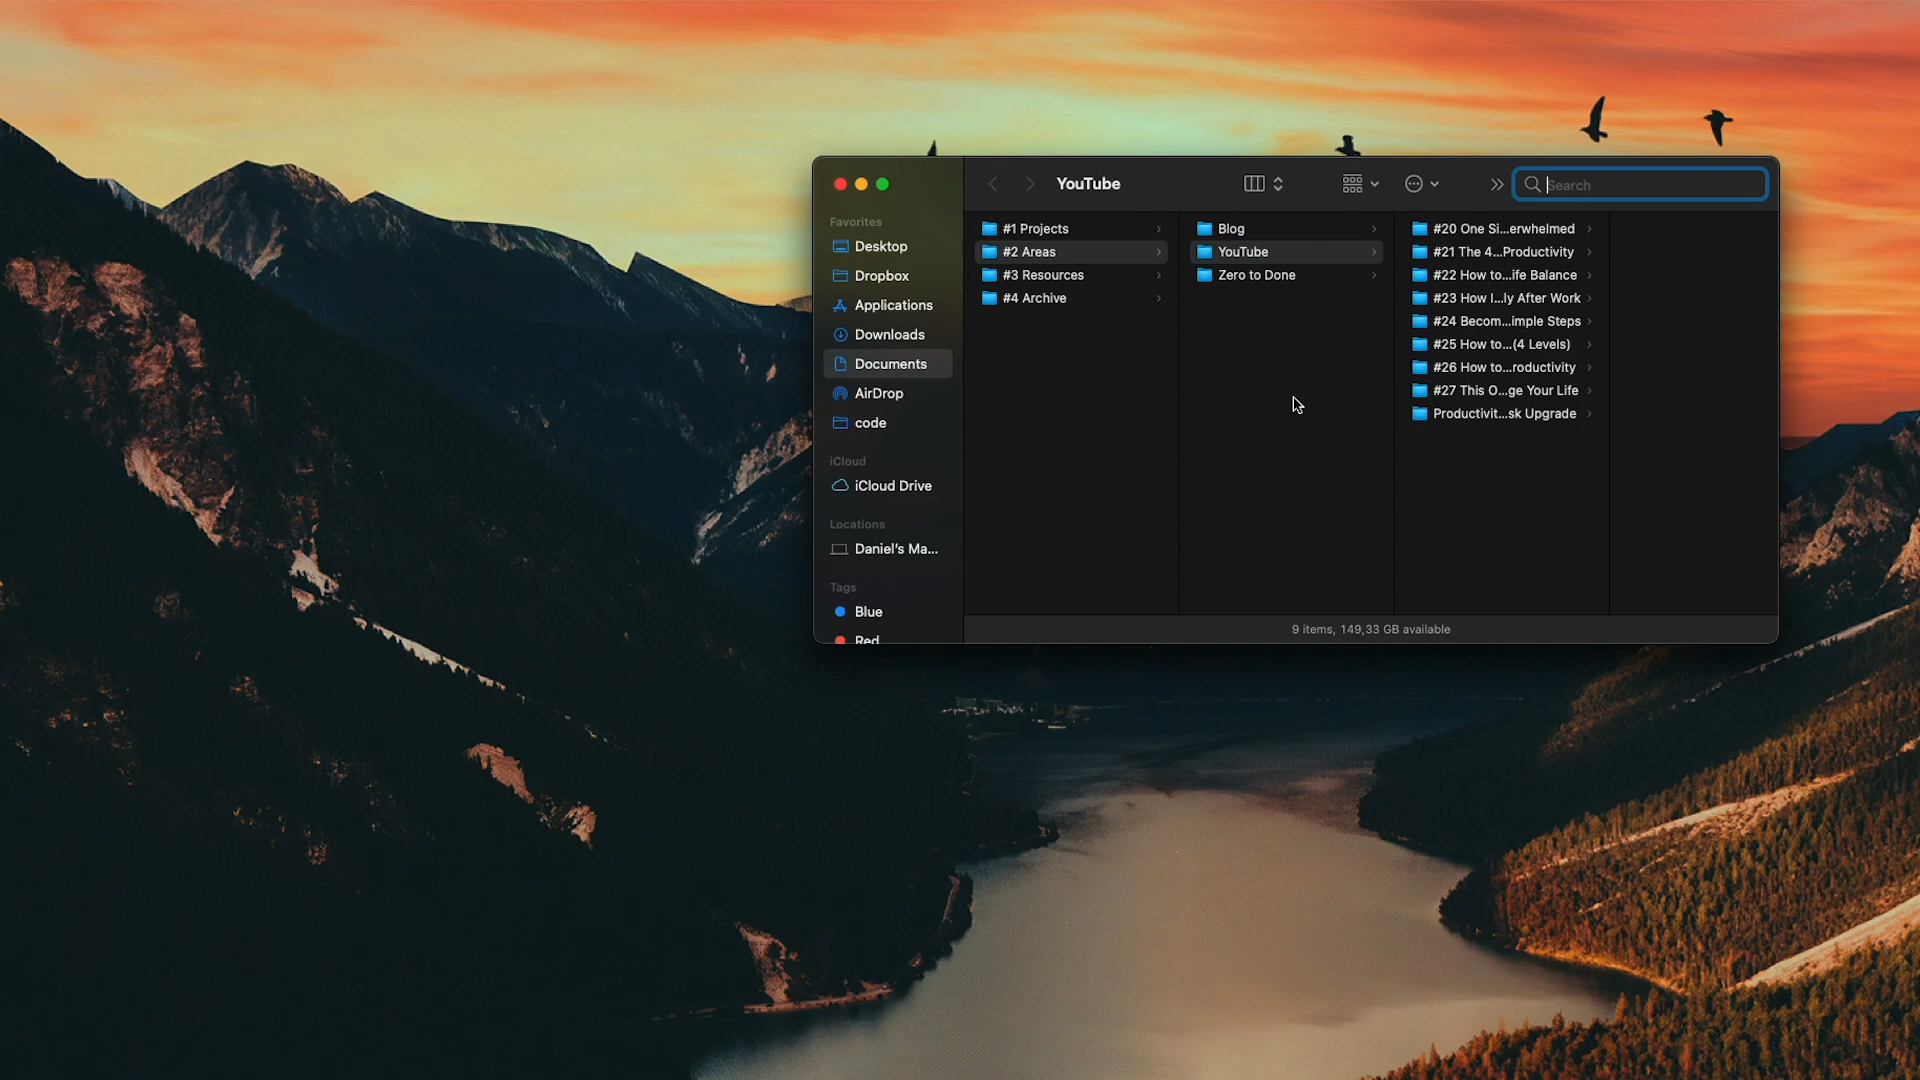 YouTube
Search
Favorites
Desktop
Dropbox
Applications
Downloads
Documents
AirDrop
code
iCloud
iCloud Drive
Locations
Daniel's Ma...
Tags
Blue
Red
#1 Projects
#2 Areas
#3 Resources
#4 Archive
Blog
YouTube
Zero to Done
#20 One Si...erwhelmed
#21 The 4...Productivity
#22 How to...ife Balance
#23 How I...ly After Work
#24 Becom...imple Steps
#25 How to...(4 Levels)
#26 How to...roductivity
#27 This O...ge Your Life
Productivit...sk Upgrade
9 items, 149,33 GB available